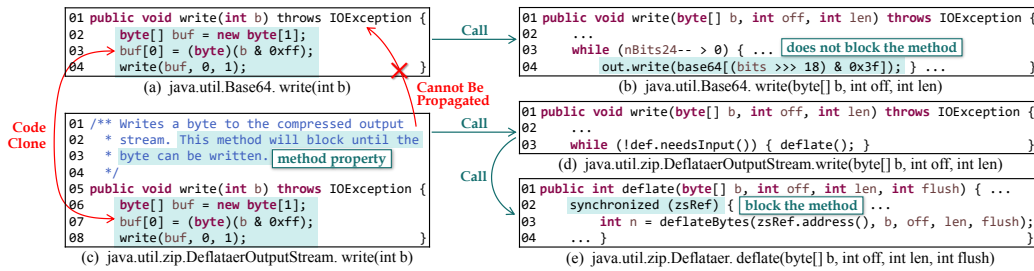 01 public void write(int b) throws IOException {
02 byte[] buf = new byte[1];
03 buf[0] = (byte)(b & 0xff);
04 write(buf, 0, 1); }
(a) java.util.Base64. write(int b)
Call
01 public void write(byte[] b, int off, int len) throws IOException {
02 ...
03 while (nBits24-- > 0) { ... does not block the method
04 out.write(base64[(bits >>> 18) & 0x3f]); } ... }
(b) java.util.Base64. write(byte[] b, int off, int len)
Code
Clone
Cannot Be
Propagated
01 /** Writes a byte to the compressed output
02 * stream. This method will block until the
03 * byte can be written. method property
04 */
05 public void write(int b) throws IOException {
06 byte[] buf = new byte[1];
07 buf[0] = (byte)(b & 0xff);
08 write(buf, 0, 1); }
(c) java.util.zip.DeflataerOutputStream. write(int b)
Call
01 public void write(byte[] b, int off, int len) throws IOException {
02 ...
03 while (!def.needsInput()) { deflate(); } }
(d) java.util.zip.DeflataerOutputStream.write(byte[] b, int off, int len)
Call
01 public int deflate(byte[] b, int off, int len, int flush) { ...
02 synchronized (zsRef) { block the method ...
03 int n = deflateBytes(zsRef.address(), b, off, len, flush);
04 ... } }
(e) java.util.zip.Deflataer. deflate(byte[] b, int off, int len, int flush)